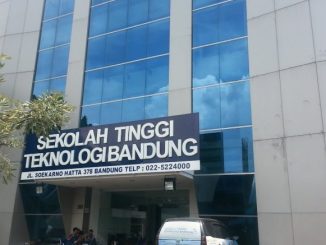 SEKOLAH TINGGI
TEKNOLOGI BANDUNG
JL. SOEKARNO HATTA 378 BANDUNG TELP : 022-5224000